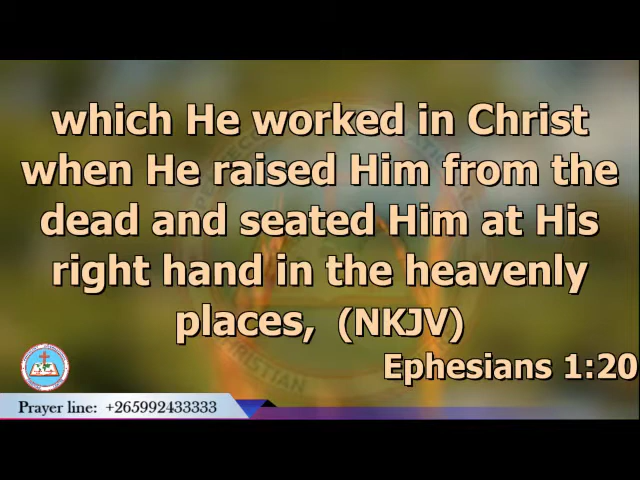 which He worked in Christ
when He raised Him from the
dead and seated Him at His
right hand in the heavenly
places, (NKJV)
Ephesians 1:20
Prayer line: +265992433333
CHRISTIAN